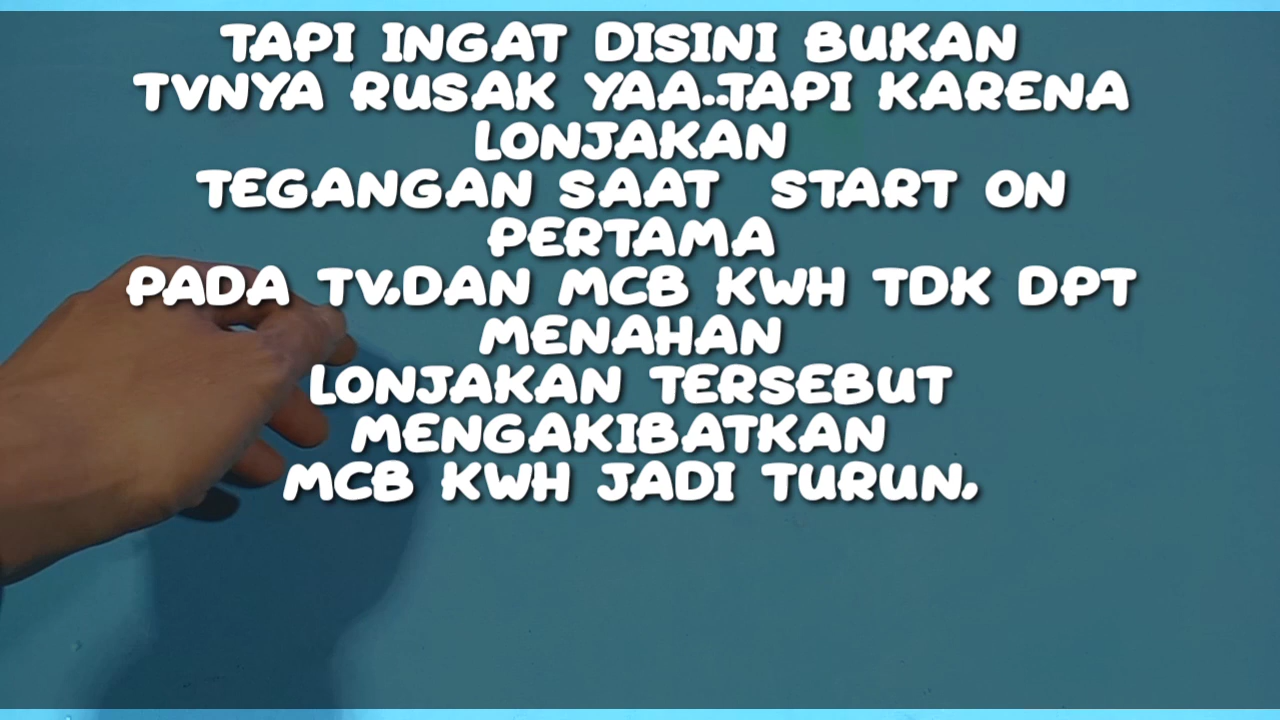 TAPI INGAT DISINI BUKAN
TVNYA RUSAK YAA..TAPI KARENA
LONJAKAN
TEGANGAN SAAT START ON
PERTAMA
PADA TV.DAN MCB KWH TDK DPT
MENAHAN
LONJAKAN TERSEBUT
MENGAKIBATKAN
MCB KWH JADI TURUN.